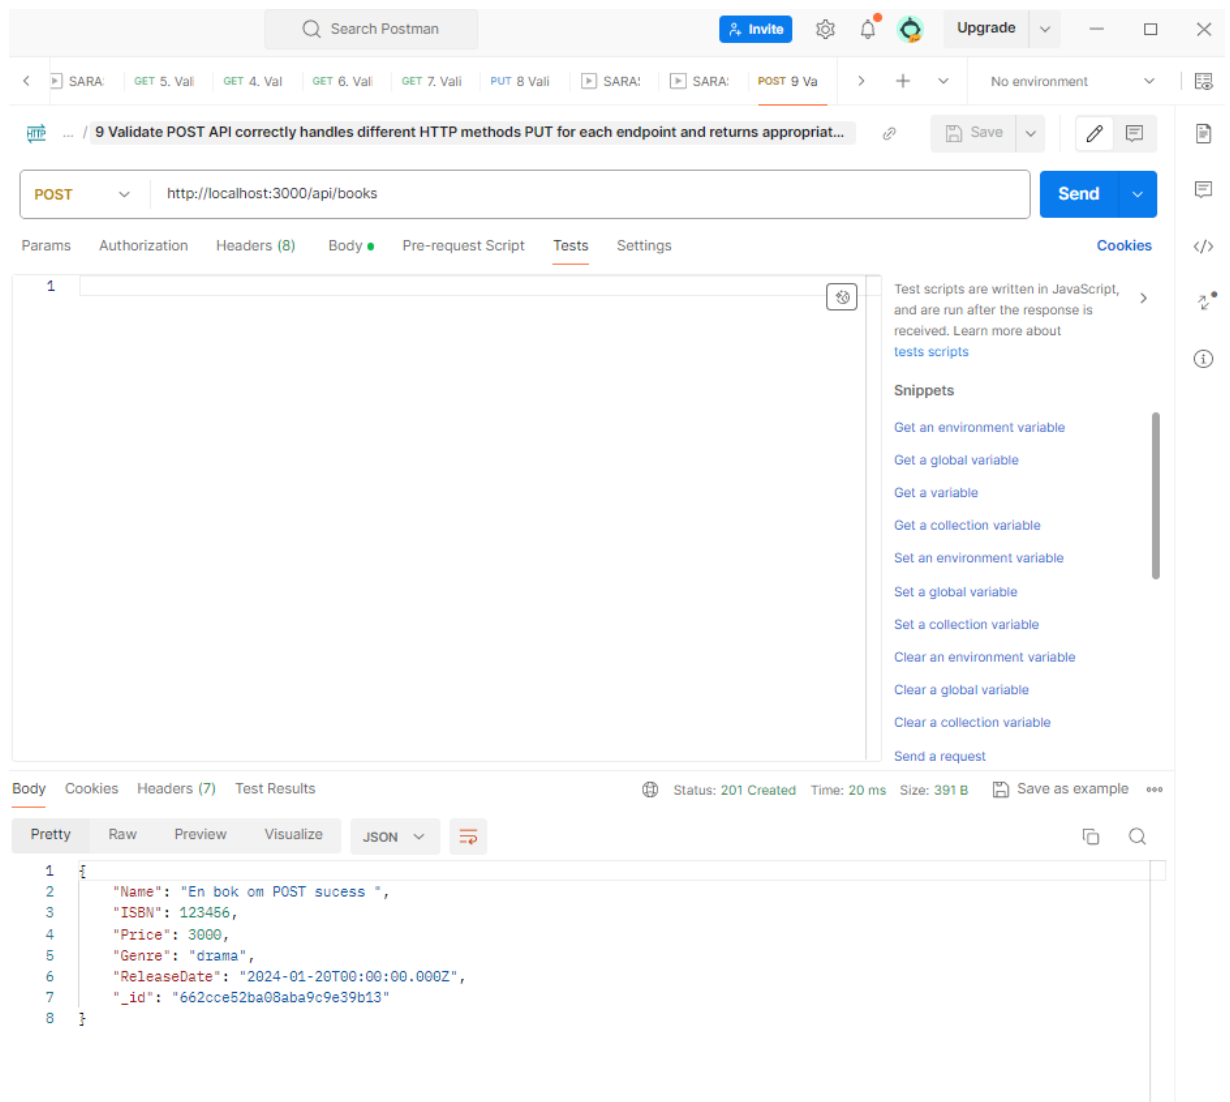 Search Postman
Invite
Upgrade
SARA:
GET 5. Vali
GET 4. Val
GET 6. Vali
GET 7. Vali
PUT 8 Vali
SARA:
SARA:
POST 9 Va
No environment
HTTP ... / 9 Validate POST API correctly handles different HTTP methods PUT for each endpoint and returns appropriat...
Save
POST http://localhost:3000/api/books
Send
Params Authorization Headers (8) Body Pre-request Script Tests Settings
Cookies
1
Test scripts are written in JavaScript,
and are run after the response is
received. Learn more about
tests scripts
Snippets
Get an environment variable
Get a global variable
Get a variable
Get a collection variable
Set an environment variable
Set a global variable
Set a collection variable
Clear an environment variable
Clear a global variable
Clear a collection variable
Send a request
Body Cookies Headers (7) Test Results
Status: 201 Created Time: 20 ms Size: 391 B
Save as example
Pretty Raw Preview Visualize JSON
1 {
2 "Name": "En bok om POST sucess ",
3 "ISBN": 123456,
4 "Price": 3000,
5 "Genre": "drama",
6 "ReleaseDate": "2024-01-20T00:00:00.000Z",
7 "_id": "662cce52ba08aba9c9e39b13"
8 }